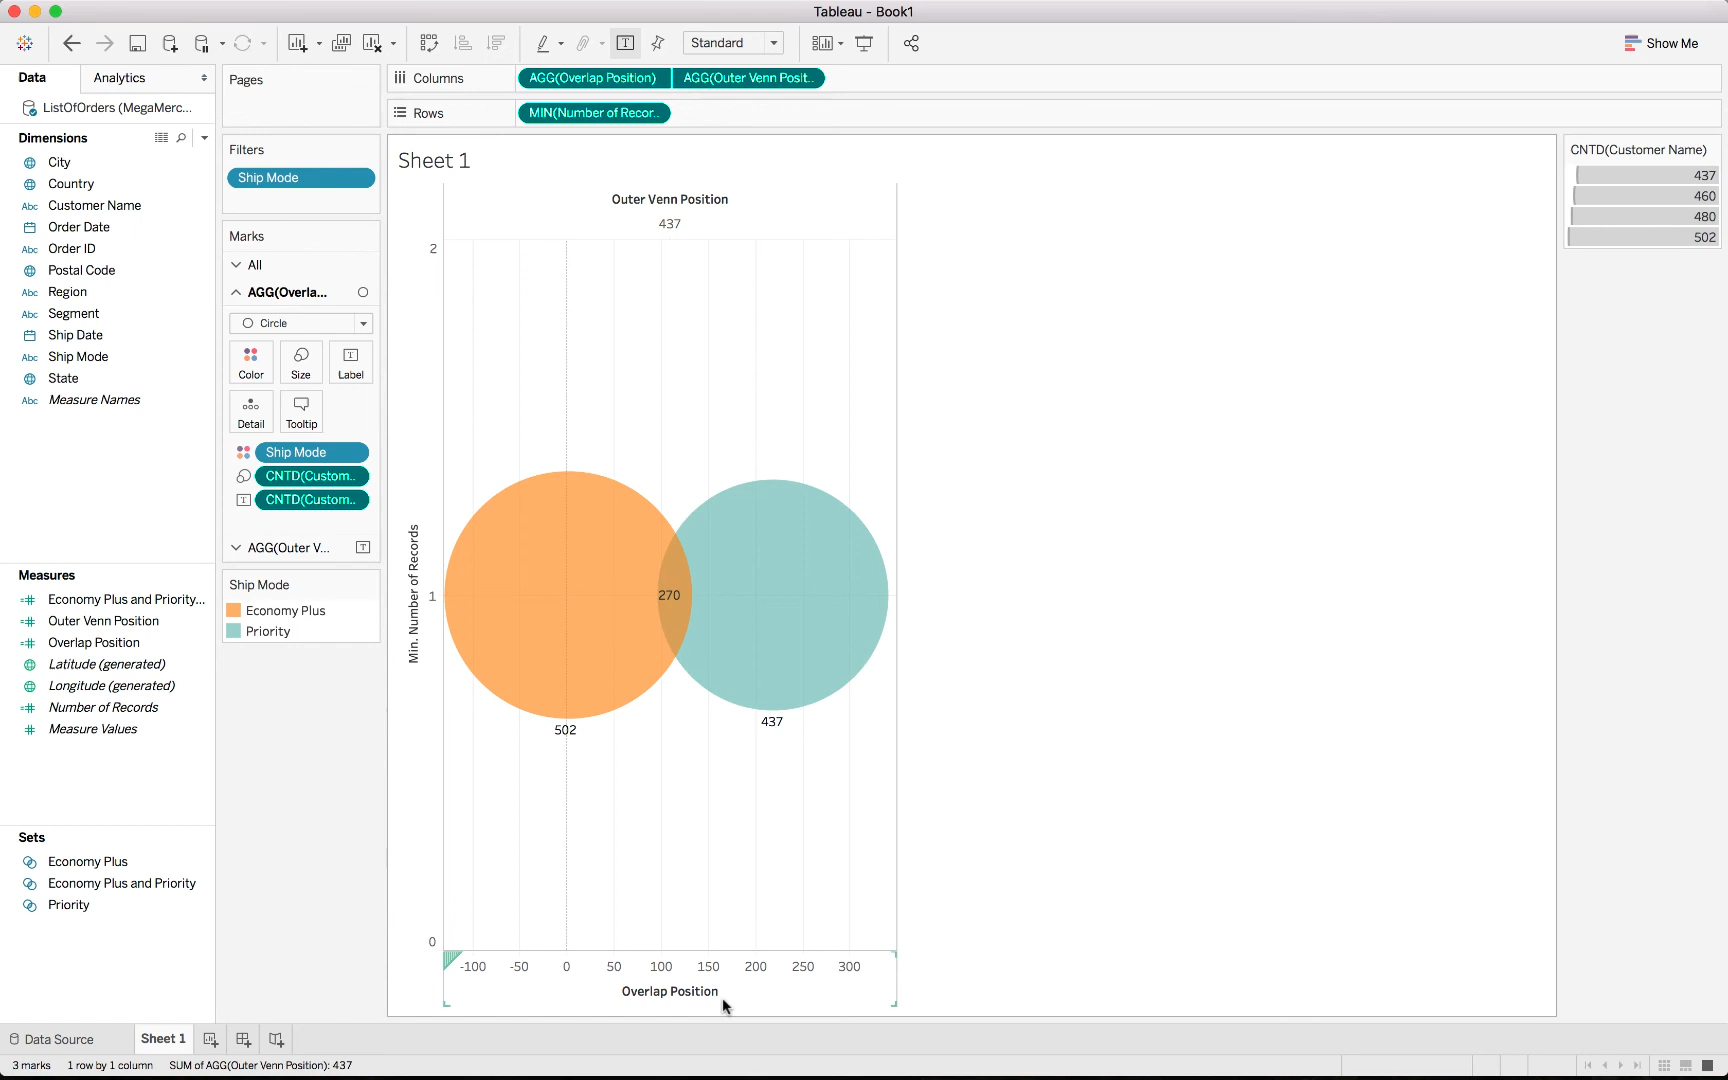 Tableau - Book1
Standard
Show Me
Data
Analytics
ListOfOrders (MegaMerc...
Dimensions
City
Country
Abc Customer Name
Order Date
Abc Order ID
Postal Code
Abc Region
Abc Segment
Ship Date
Abc Ship Mode
State
Abc Measure Names
Measures
Economy Plus and Priority...
Outer Venn Position
Overlap Position
Latitude (generated)
Longitude (generated)
Number of Records
Measure Values
Sets
Economy Plus
Economy Plus and Priority
Priority
Pages
Filters
Ship Mode
Marks
All
AGG(Overla...
Circle
Color
Size
Label
Detail
Tooltip
Ship Mode
CNTD(Custom..
CNTD(Custom..
AGG(Outer V...
Ship Mode
Economy Plus
Priority
Columns
AGG(Overlap Position)
AGG(Outer Venn Posit..
Rows
MIN(Number of Recor..
Sheet 1
Outer Venn Position
437
2
1
0
Min. Number of Records
270
502
437
-100
-50
0
50
100
150
200
250
300
Overlap Position
CNTD(Customer Name)
437
460
480
502
Data Source
Sheet 1
3 marks
1 row by 1 column
SUM of AGG(Outer Venn Position): 437